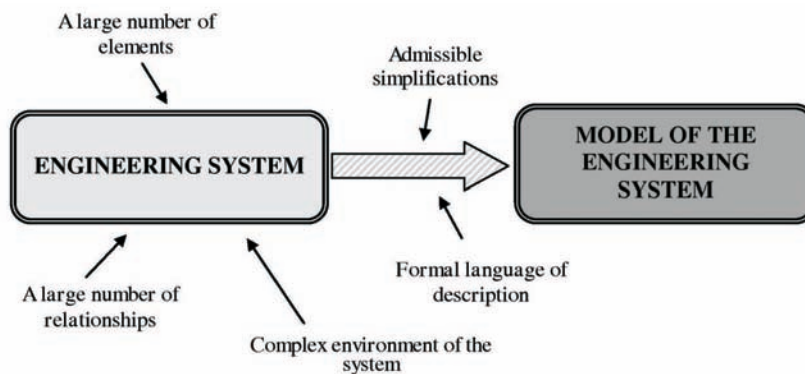 A large number of
elements
Admissible
simplifications
ENGINEERING SYSTEM
MODEL OF THE
ENGINEERING
SYSTEM
A large number of
relationships
Formal language of
description
Complex environment of the
system